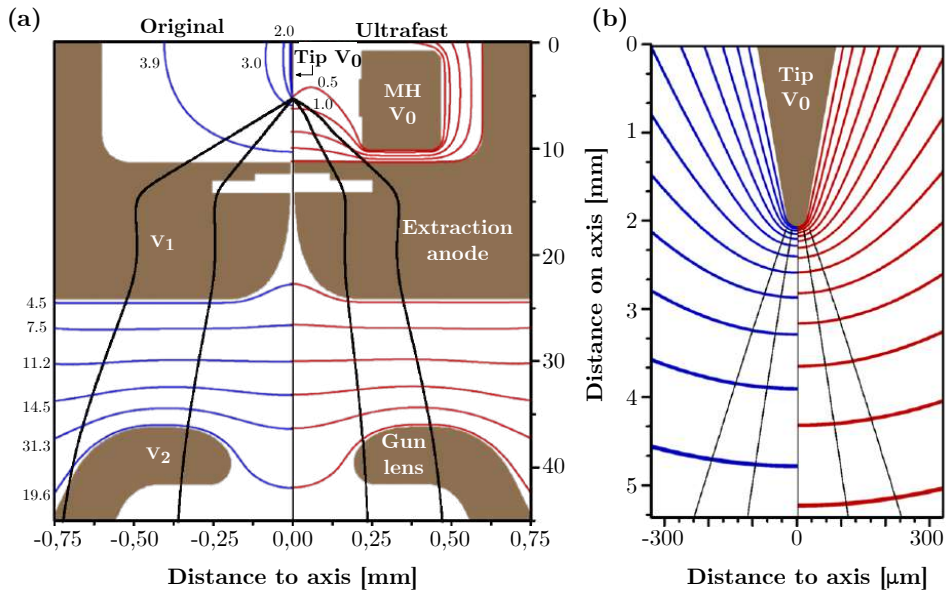 (a)
Original
2.0
Ultrafast
(b)
Tip V0
3.9
3.0
0.5
1.0
MH
V0
0
10
20
30
40
V1
Extraction
anode
4.5
7.5
11.2
14.5
31.3
19.6
V2
Gun
lens
-0,75
-0,50
-0,25
0,00
0,25
0,50
0,75
Distance to axis [mm]
Distance on axis [mm]
0
1
2
3
4
5
Tip
V0
-300
0
300
Distance to axis [μm]